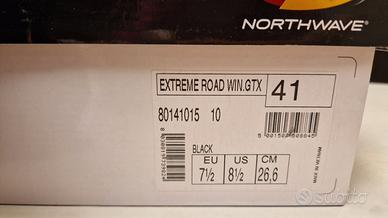 NORTHWAVE®
EXTREME ROAD WIN.GTX
41
80141015 10
BLACK
EU US CM
7½ 8½ 26,6
MADE IN VIETNAM
subito